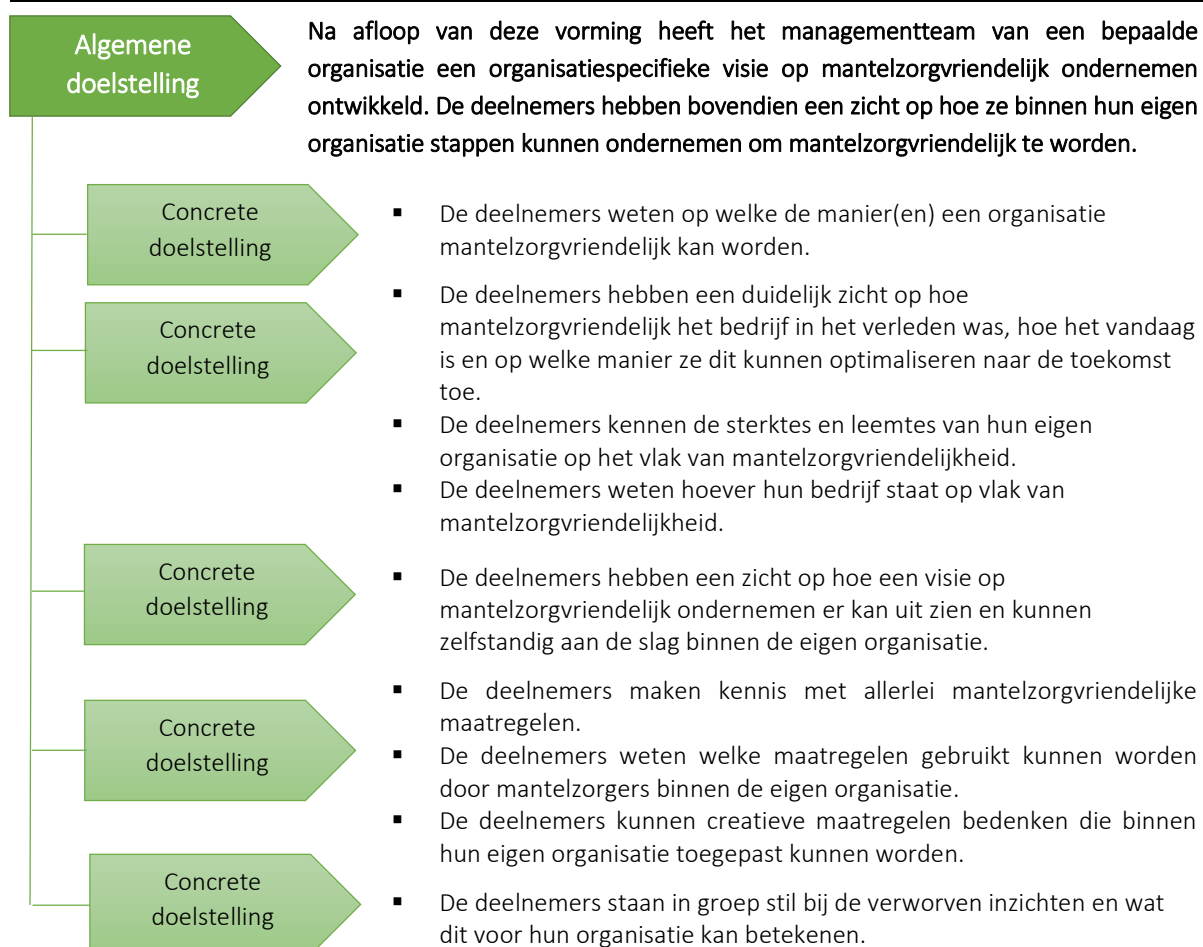 Algemene
doelstelling
Na afloop van deze vorming heeft het managementteam van een bepaalde
organisatie een organisatiespecifieke visie op mantelzorgvriendelijk ondernemen
ontwikkeld. De deelnemers hebben bovendien een zicht op hoe ze binnen hun eigen
organisatie stappen kunnen ondernemen om mantelzorgvriendelijk te worden.
Concrete
doelstelling
▪ De deelnemers weten op welke de manier(en) een organisatie
mantelzorgvriendelijk kan worden.
Concrete
doelstelling
▪ De deelnemers hebben een duidelijk zicht op hoe
mantelzorgvriendelijk het bedrijf in het verleden was, hoe het vandaag
is en op welke manier ze dit kunnen optimaliseren naar de toekomst
toe.
▪ De deelnemers kennen de sterktes en leemtes van hun eigen
organisatie op het vlak van mantelzorgvriendelijkheid.
▪ De deelnemers weten hoever hun bedrijf staat op vlak van
mantelzorgvriendelijkheid.
Concrete
doelstelling
▪ De deelnemers hebben een zicht op hoe een visie op
mantelzorgvriendelijk ondernemen er kan uit zien en kunnen
zelfstandig aan de slag binnen de eigen organisatie.
Concrete
doelstelling
▪ De deelnemers maken kennis met allerlei mantelzorgvriendelijke
maatregelen.
▪ De deelnemers weten welke maatregelen gebruikt kunnen worden
door mantelzorgers binnen de eigen organisatie.
▪ De deelnemers kunnen creatieve maatregelen bedenken die binnen
hun eigen organisatie toegepast kunnen worden.
Concrete
doelstelling
▪ De deelnemers staan in groep stil bij de verworven inzichten en wat
dit voor hun organisatie kan betekenen.